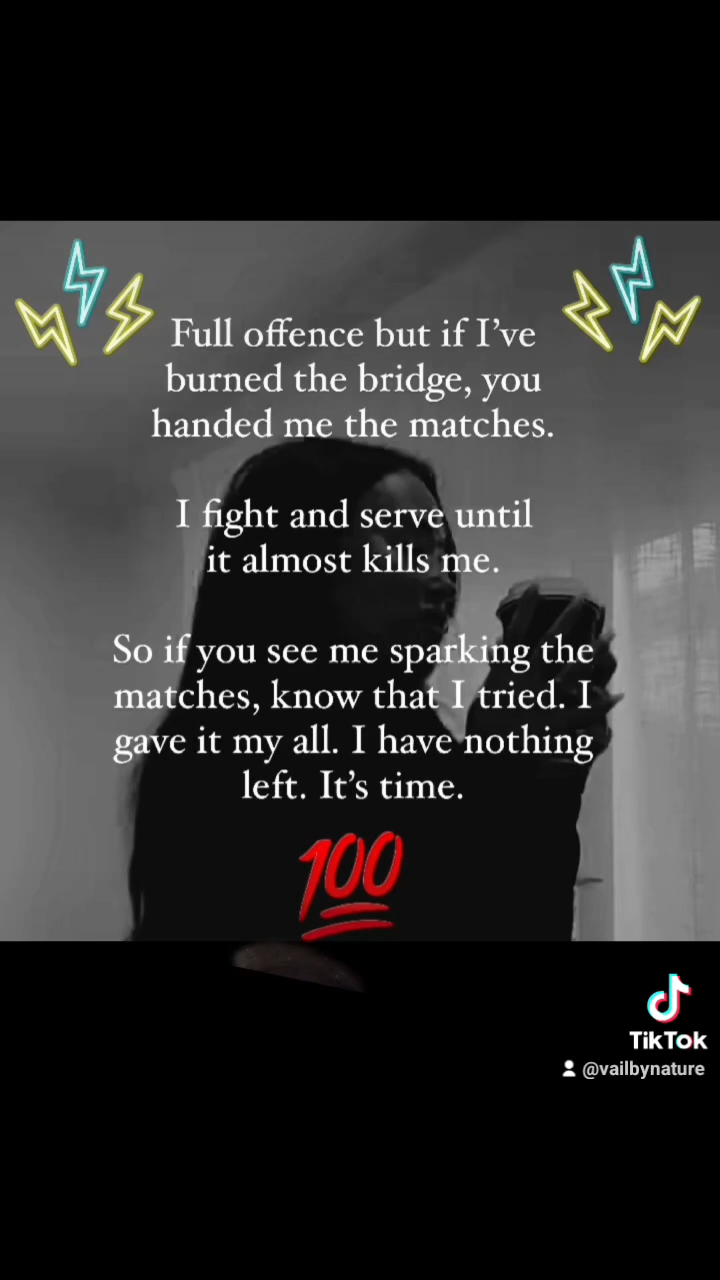 Full offence but if I’ve
burned the bridge, you
handed me the matches.
I fight and serve until
it almost kills me.
So if you see me sparking the
matches, know that I tried. I
gave it my all. I have nothing
left. It’s time.
100
TikTok
@vailbynature